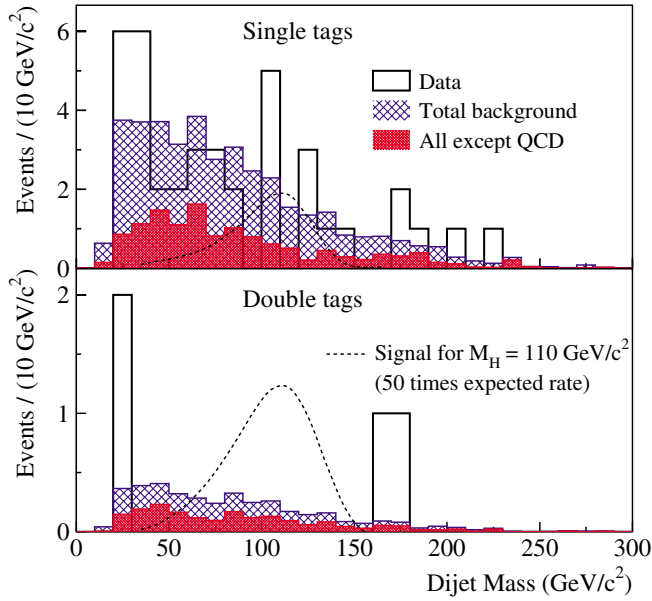 Single tags
Data
Total background
All except QCD
Events / (10 GeV/c²)
6
4
2
0
Double tags
Signal for M_H = 110 GeV/c²
(50 times expected rate)
Events / (10 GeV/c²)
2
1
0
0 50 100 150 200 250 300
Dijet Mass (GeV/c²)